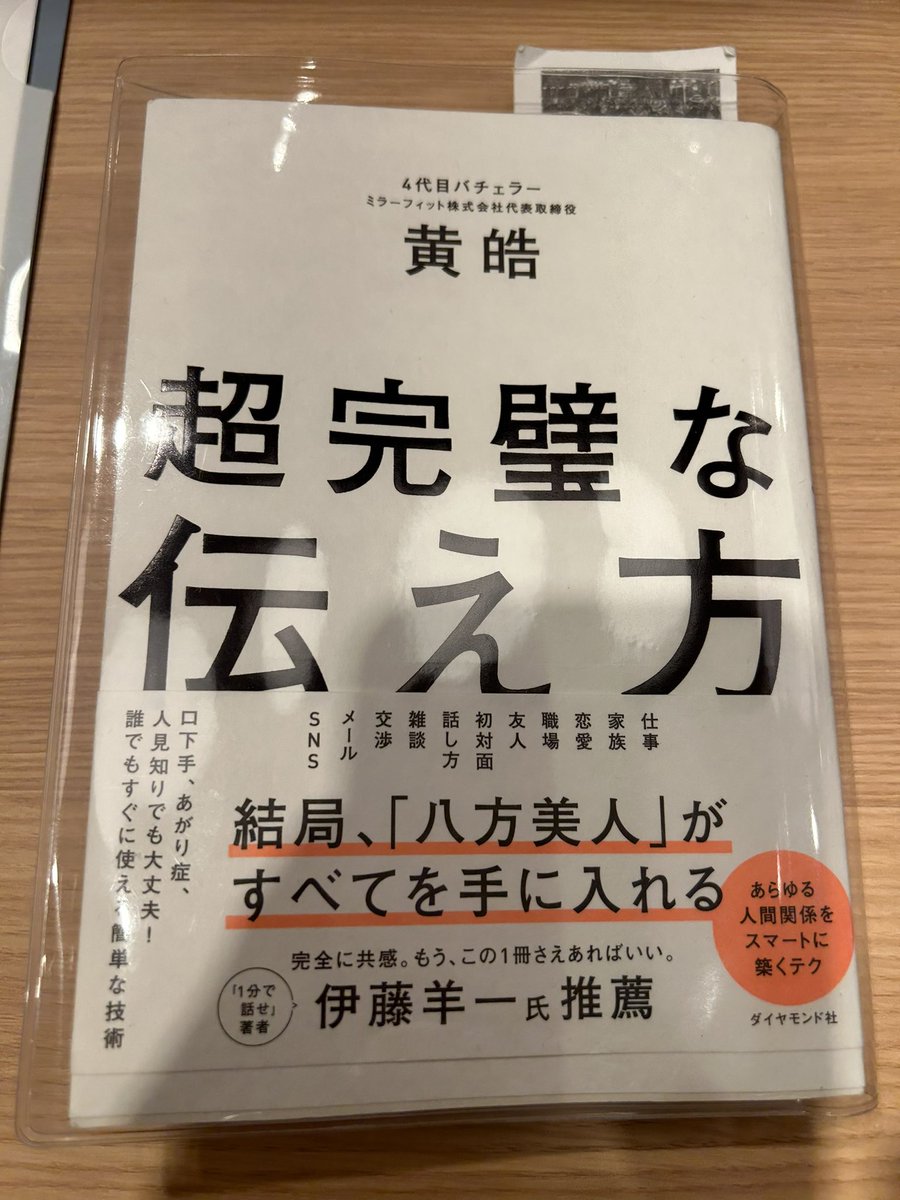 4代目バチェラー
ミラーフィット株式会社代表取締役
黄皓
超完璧な
伝え方
仕事
家族
恋愛
職場
友人
初対面
話し方
雑談
交渉
メール
SNS
口下手、あがり症、
人見知りでも大丈夫!
誰でもすぐに使える簡単な技術
結局、「八方美人」が
すべてを手に入れる
あらゆる
人間関係を
スマートに
築くテク
完全に共感。もう、この1冊さえあればいい。
「1分で
話せ」
著者
伊藤羊一氏推薦
ダイヤモンド社